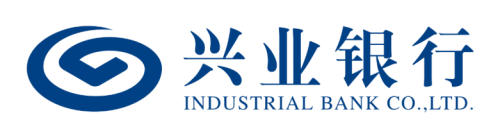 兴业银行
INDUSTRIAL BANK CO.,LTD.